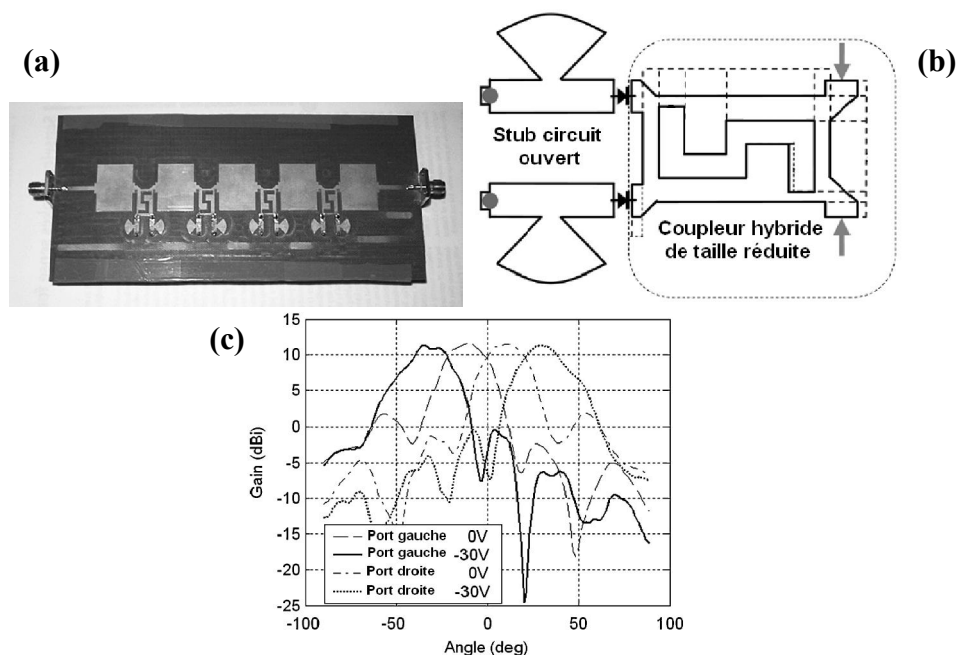 (a)
(b)
Stub circuit
ouvert
Coupleur hybride
de taille réduite
(c)
15
10
5
0
-5
-10
-15
-20
-25
Gain (dBi)
Port gauche 0V
Port gauche -30V
Port droite 0V
Port droite -30V
-100 -50 0 50 100
Angle (deg)